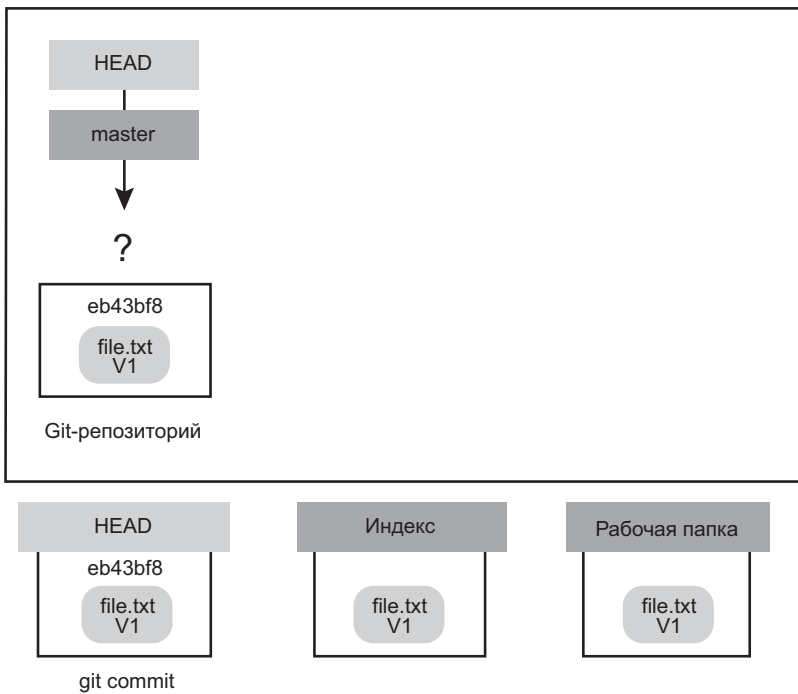 HEAD
master
?
eb43bf8
file.txt
V1
Git-репозиторий
HEAD
Индекс
Рабочая папка
eb43bf8
file.txt
V1
file.txt
V1
file.txt
V1
git commit